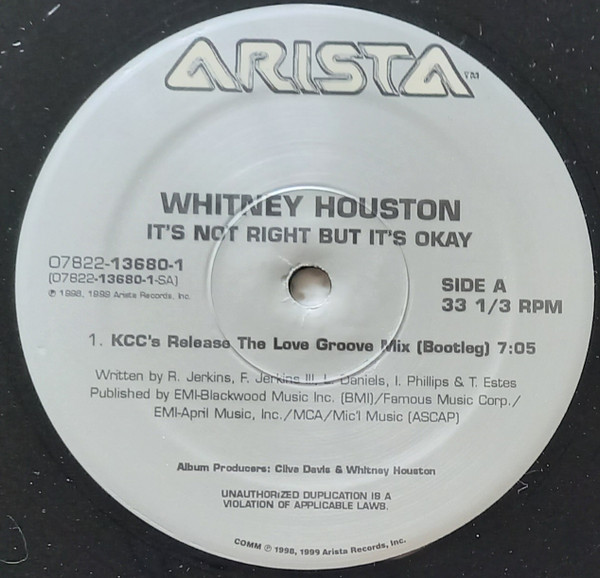 ARISTA™
WHITNEY HOUSTON
IT'S NOT RIGHT BUT IT'S OKAY
07822-13680-1
(07822-13680-1-SA)
℗ 1998, 1999 Arista Records, Inc.
SIDE A
33 1/3 RPM
1. KCC's Release The Love Groove Mix (Bootleg) 7:05
Written by R. Jerkins, F. Jerkins III, L. Daniels, I. Phillips & T. Estes
Published by EMI-Blackwood Music Inc. (BMI)/Famous Music Corp./
EMI-April Music, Inc./MCA/Mic'l Music (ASCAP)
Album Producers: Clive Davis & Whitney Houston
UNAUTHORIZED DUPLICATION IS A
VIOLATION OF APPLICABLE LAWS.
COMM ℗ 1998, 1999 Arista Records, Inc.